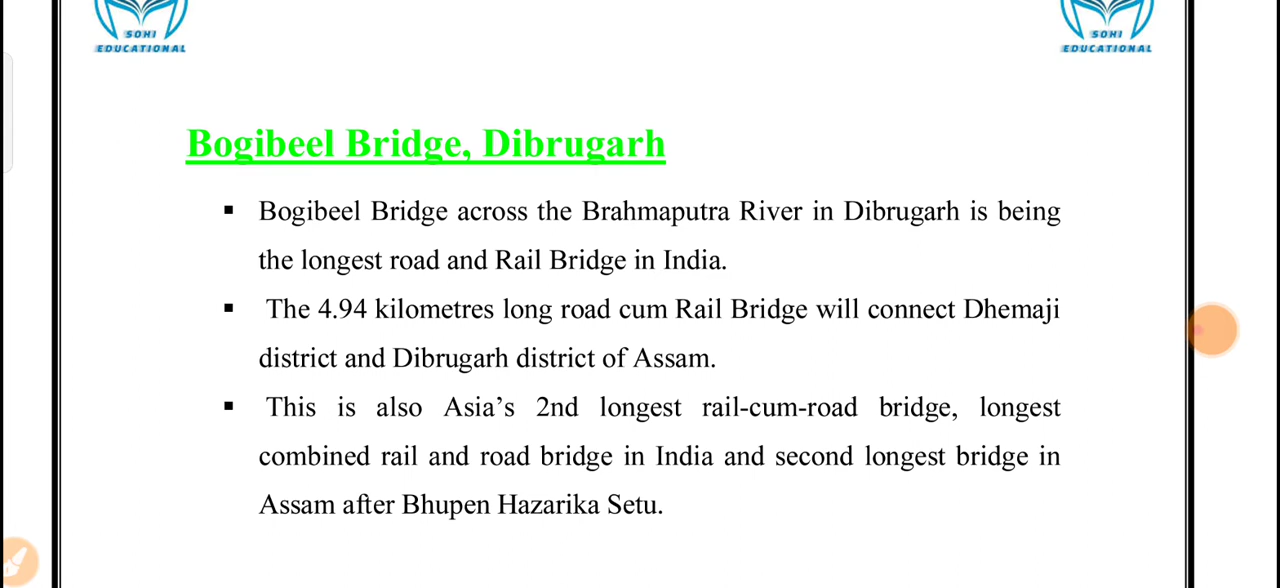 SOHI
EDUCATIONAL
SOHI
EDUCATIONAL
Bogibeel Bridge, Dibrugarh
▪ Bogibeel Bridge across the Brahmaputra River in Dibrugarh is being
the longest road and Rail Bridge in India.
▪ The 4.94 kilometres long road cum Rail Bridge will connect Dhemaji
district and Dibrugarh district of Assam.
▪ This is also Asia’s 2nd longest rail-cum-road bridge, longest
combined rail and road bridge in India and second longest bridge in
Assam after Bhupen Hazarika Setu.